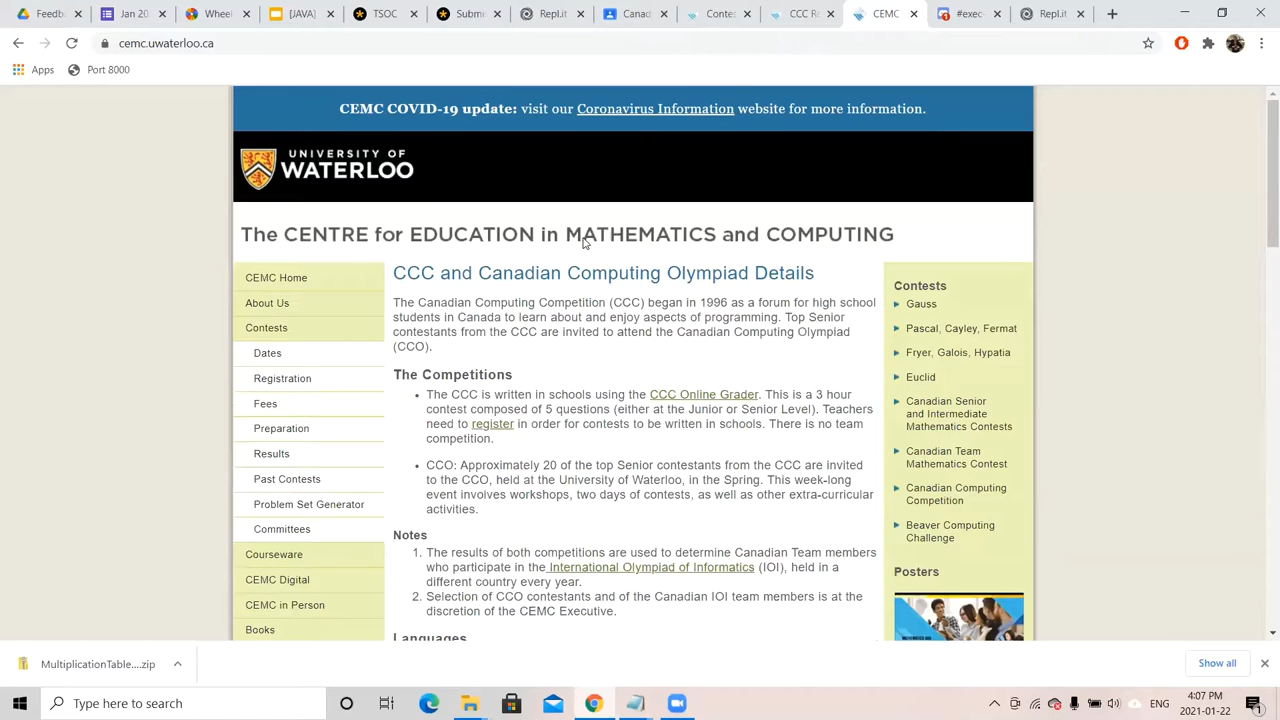 Feedb
Jan 20
Wheel
[JAVA]
TSOC
Submi
Repl.it
Canad
Contes
CCC Re
CEMC
#exec-
Repl.it
cemc.uwaterloo.ca
Apps
Port 8000
CEMC COVID-19 update: visit our Coronavirus Information website for more information.
UNIVERSITY OF
WATERLOO
The CENTRE for EDUCATION in MATHEMATICS and COMPUTING
CEMC Home
About Us
Contests
Dates
Registration
Fees
Preparation
Results
Past Contests
Problem Set Generator
Committees
Courseware
CEMC Digital
CEMC in Person
Books
CCC and Canadian Computing Olympiad Details
The Canadian Computing Competition (CCC) began in 1996 as a forum for high school
students in Canada to learn about and enjoy aspects of programming. Top Senior
contestants from the CCC are invited to attend the Canadian Computing Olympiad
(CCO).
The Competitions
• The CCC is written in schools using the CCC Online Grader. This is a 3 hour
contest composed of 5 questions (either at the Junior or Senior Level). Teachers
need to register in order for contests to be written in schools. There is no team
competition.
• CCO: Approximately 20 of the top Senior contestants from the CCC are invited
to the CCO, held at the University of Waterloo, in the Spring. This week-long
event involves workshops, two days of contests, as well as other extra-curricular
activities.
Notes
1. The results of both competitions are used to determine Canadian Team members
who participate in the International Olympiad of Informatics (IOI), held in a
different country every year.
2. Selection of CCO contestants and of the Canadian IOI team members is at the
discretion of the CEMC Executive.
Languages
Contests
Gauss
Pascal, Cayley, Fermat
Fryer, Galois, Hypatia
Euclid
Canadian Senior
and Intermediate
Mathematics Contests
Canadian Team
Mathematics Contest
Canadian Computing
Competition
Beaver Computing
Challenge
Posters
MultiplicationTable....zip
Show all
Type here to search
ENG
4:07 PM
2021-01-22
1